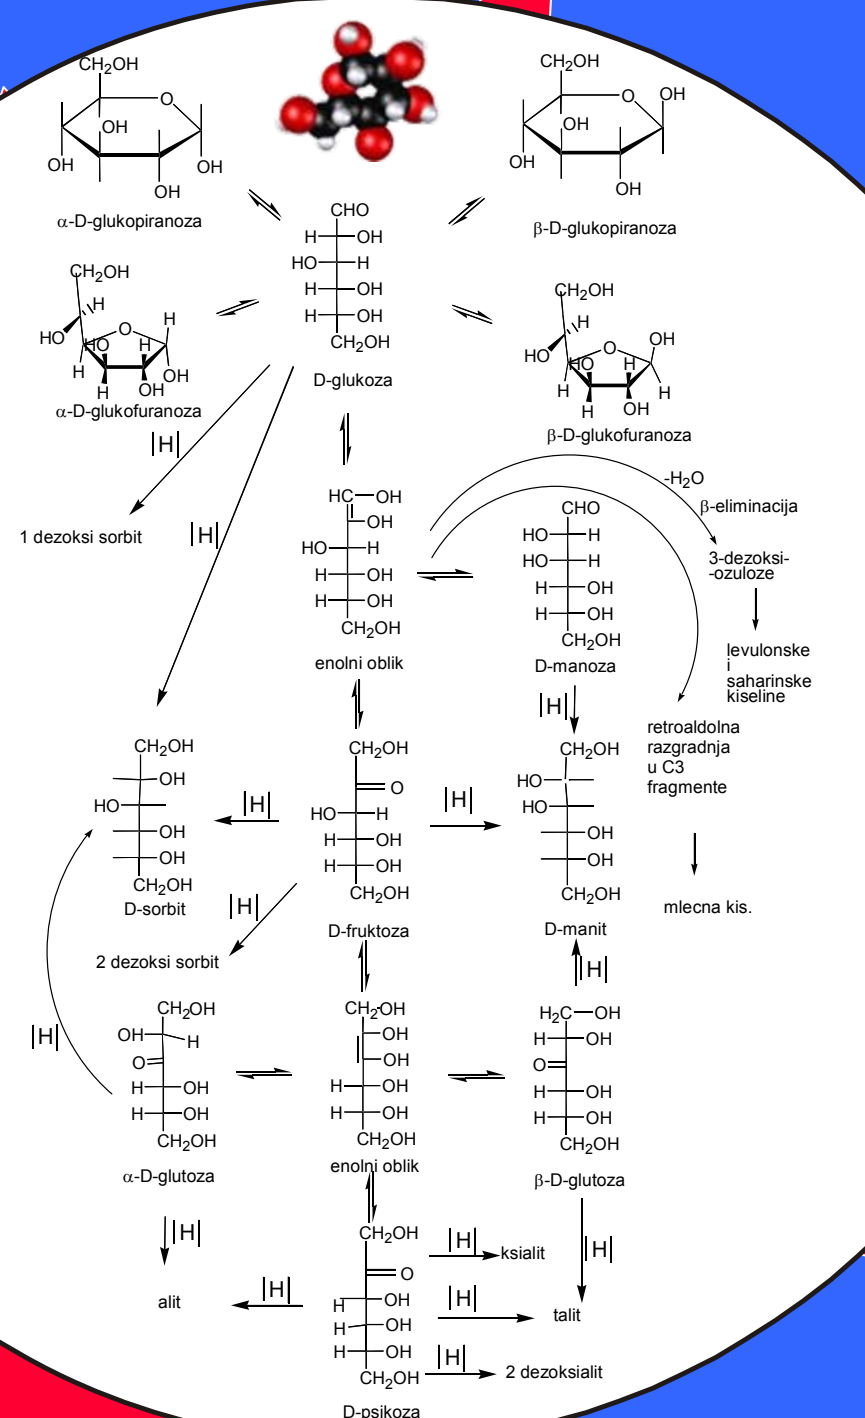 CH₂OH
O
OH
OH
OH
OH
α-D-glukopiranoza
CH₂OH
O
OH
OH
OH
OH
β-D-glukopiranoza
CHO
H OH
HO H
H OH
H OH
CH₂OH
D-glukoza
CH₂OH
H
HO
O
H
HO
H
H
H
OH
OH
α-D-glukofuranoza
CH₂OH
H
HO
O
OH
HO
H
H
H
OH
H
β-D-glukofuranoza
|H|
1 dezoksi sorbit
|H|
HC OH
OH
HO H
H OH
H OH
CH₂OH
enolni oblik
CHO
HO H
HO H
H OH
H OH
CH₂OH
D-manoza
-H₂O
β-eliminacija
3-dezoksi-
-ozuloze
levulonske
i
saharinske
kiseline
|H|
retroaldolna
razgradnja
u C3
fragmente
mlecna kis.
CH₂OH
OH
HO
OH
OH
CH₂OH
D-sorbit
|H|
CH₂OH
O
HO H
H OH
H OH
CH₂OH
D-fruktoza
|H|
CH₂OH
HO
HO
OH
OH
CH₂OH
D-manit
|H|
2 dezoksi sorbit
|H|
|H|
CH₂OH
OH H
O
H OH
H OH
CH₂OH
α-D-glutoza
CH₂OH
OH
OH
H OH
H OH
CH₂OH
enolni oblik
H₂C OH
H OH
O
H OH
H OH
CH₂OH
β-D-glutoza
|H|
alit
|H|
CH₂OH
O
H OH
H OH
H OH
CH₂OH
D-psikoza
|H|
ksialit
|H|
|H|
talit
|H|
2 dezoksialit